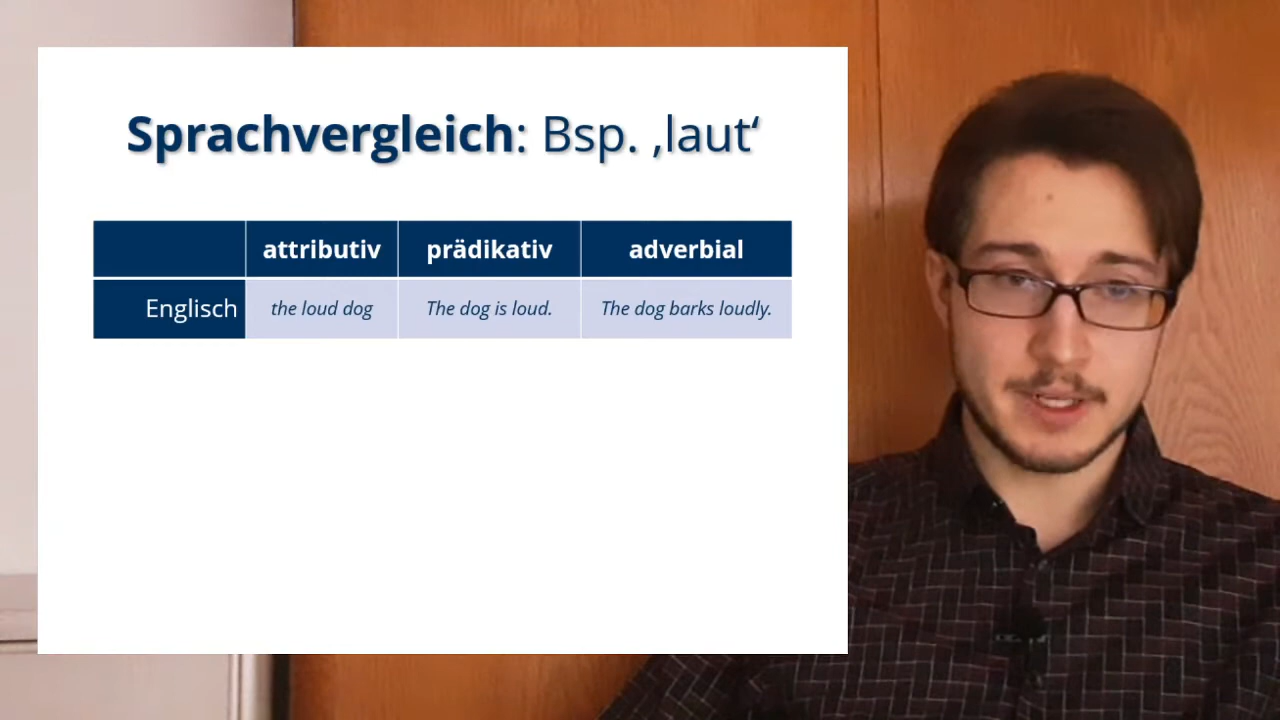 Sprachvergleich: Bsp. ‚laut‘
attributiv prädikativ adverbial
Englisch the loud dog The dog is loud. The dog barks loudly.